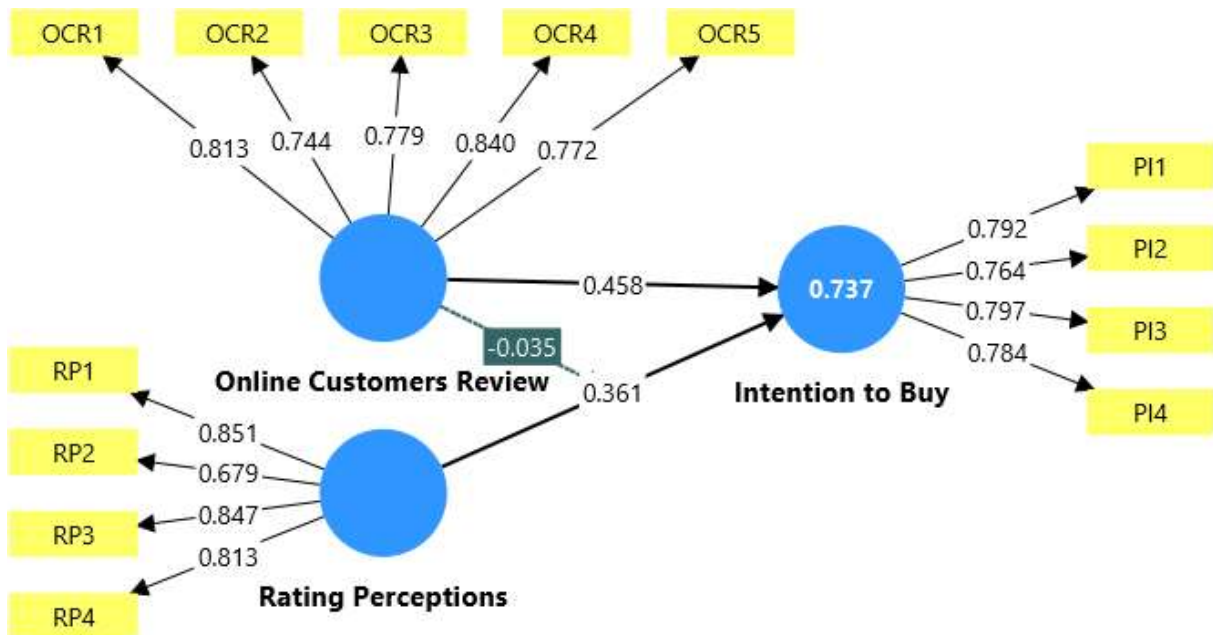 OCR1 OCR2 OCR3 OCR4 OCR5
0.813 0.744 0.779 0.840 0.772
PI1
0.792
PI2
0.764
0.458
0.737
0.797
PI3
0.784
-0.035
RP1
Online Customers Review
0.361
Intention to Buy
PI4
0.851
RP2
0.679
RP3
0.847
0.813
Rating Perceptions
RP4